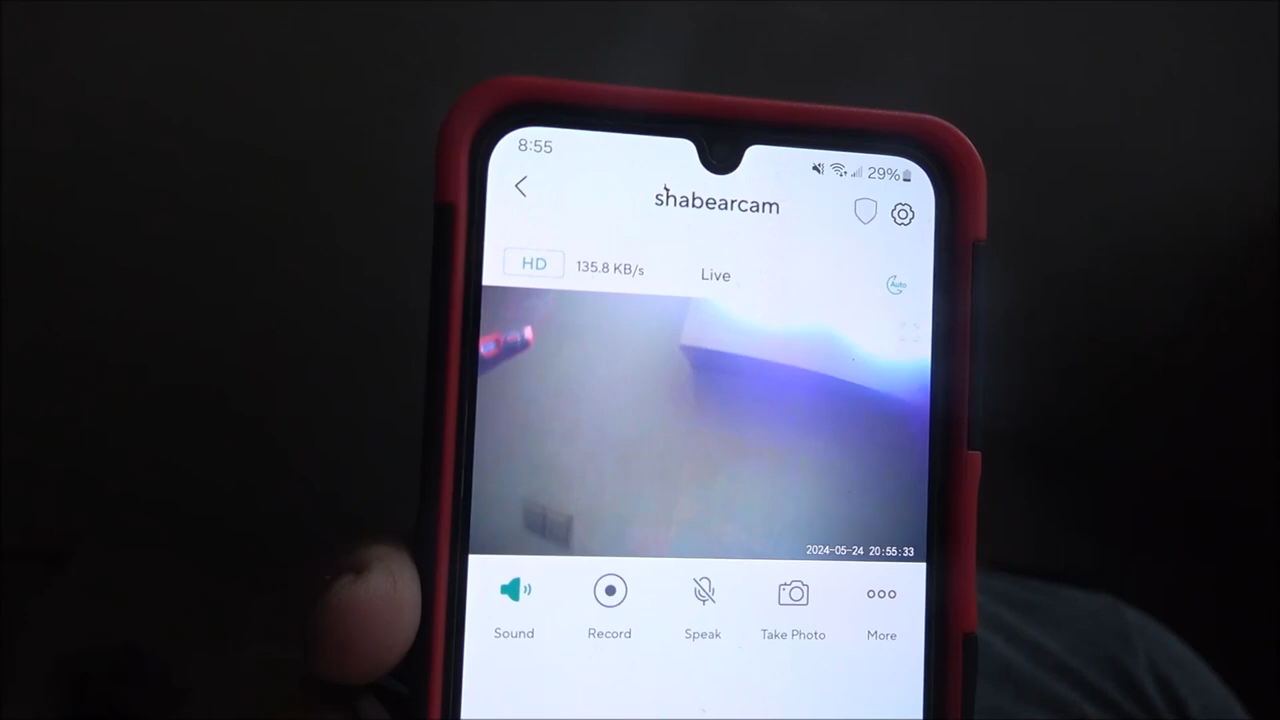 8:55
29%
shabearcam
HD 135.8 KB/s Live
Auto
2024-05-24 20:55:33
Sound Record Speak Take Photo More